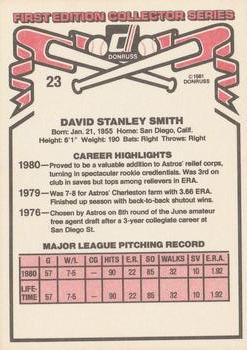 FIRST EDITION COLLECTOR SERIES
DONRUSS
23
©1981
DONRUSS
DAVID STANLEY SMITH
Born: Jan. 21, 1955 Home: San Diego, Calif.
Height: 6'1" Weight: 190 Bats: Right Throws: Right
CAREER HIGHLIGHTS
1980—Proved to be a valuable addition to Astros' relief corps,
turning in spectacular rookie credentials. Was 3rd on
club in saves but tops among relievers in ERA.
1979—Was 7-8 for Astros' Charleston farm with 3.66 ERA.
Finished up season with back-to-back shutout wins.
1976—Chosen by Astros on 8th round of the June amateur
free agent draft after a 3-year collegiate career at
San Diego St.
MAJOR LEAGUE PITCHING RECORD
G W-L CG HITS ER SO WALKS SV E.R.A.
1980 57 7-5 — 90 22 85 32 10 1.92
LIFE-
TIME 57 7-5 — 90 22 85 32 10 1.92